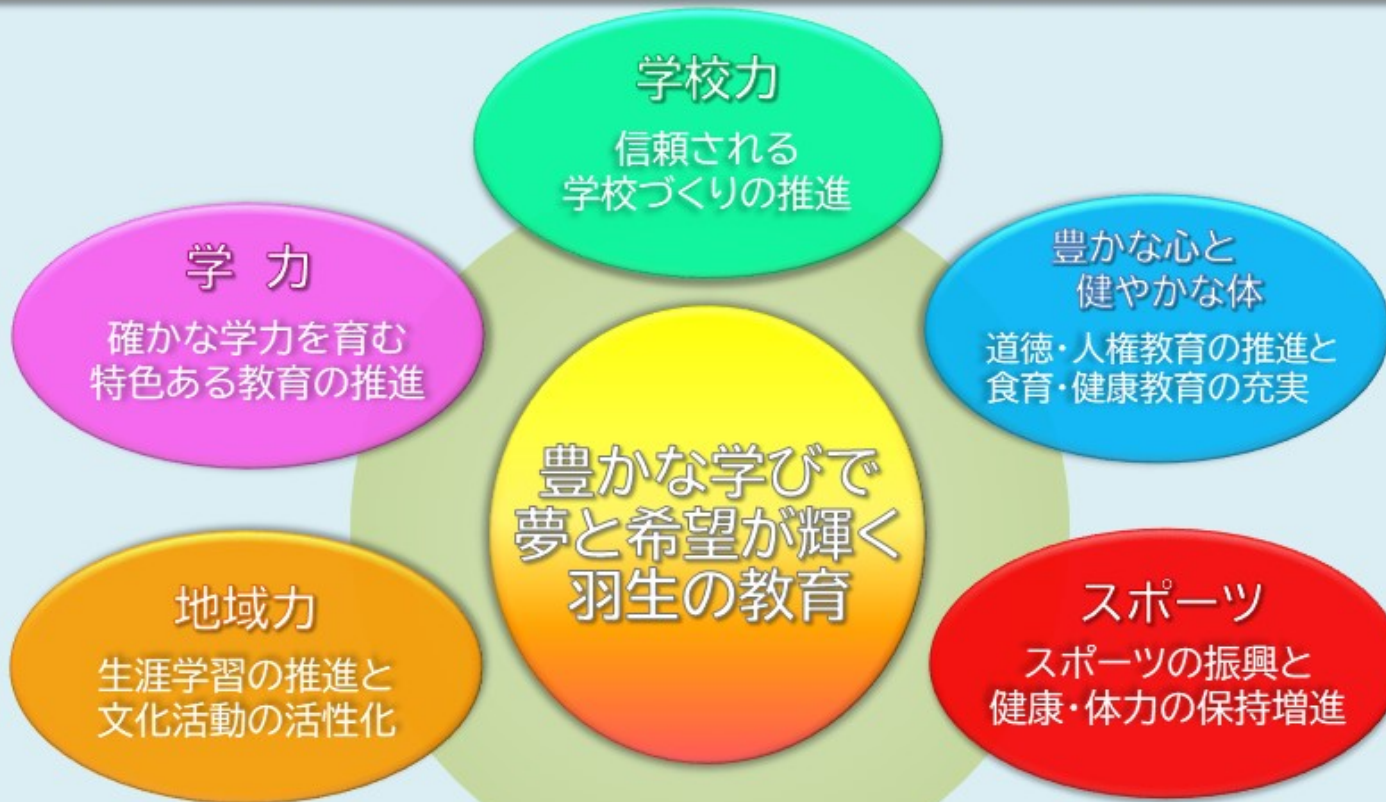 学校力
信頼される
学校づくりの推進
学 力
確かな学力を育む
特色ある教育の推進
豊かな心と
健やかな体
道徳・人権教育の推進と
食育・健康教育の充実
豊かな学びで
夢と希望が輝く
羽生の教育
地域力
生涯学習の推進と
文化活動の活性化
スポーツ
スポーツの振興と
健康・体力の保持増進